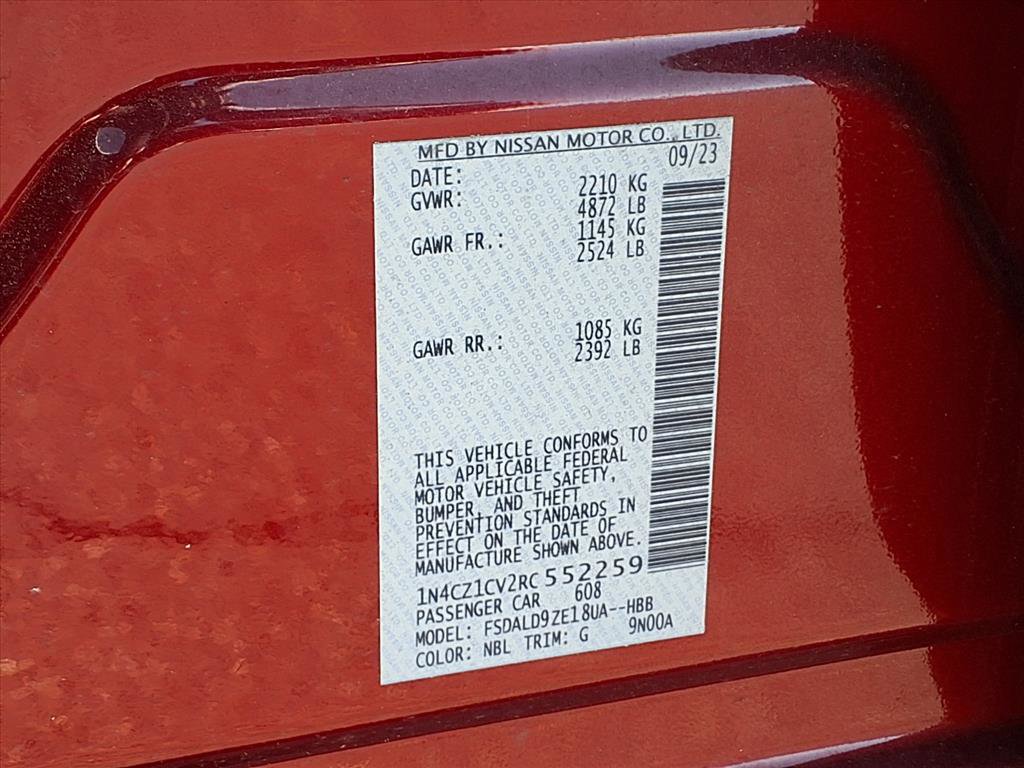 MFD BY NISSAN MOTOR CO., LTD.
DATE: 09/23
GVWR: 2210 KG
4872 LB
GAWR FR.: 1145 KG
2524 LB
GAWR RR.: 1085 KG
2392 LB
THIS VEHICLE CONFORMS TO
ALL APPLICABLE FEDERAL
MOTOR VEHICLE SAFETY,
BUMPER, AND THEFT
PREVENTION STANDARDS IN
EFFECT ON THE DATE OF
MANUFACTURE SHOWN ABOVE.
1N4CZ1CV2RC552259
PASSENGER CAR 608
MODEL: FSDALD9ZE18UA--HBB
COLOR: NBL TRIM: G 9N00A